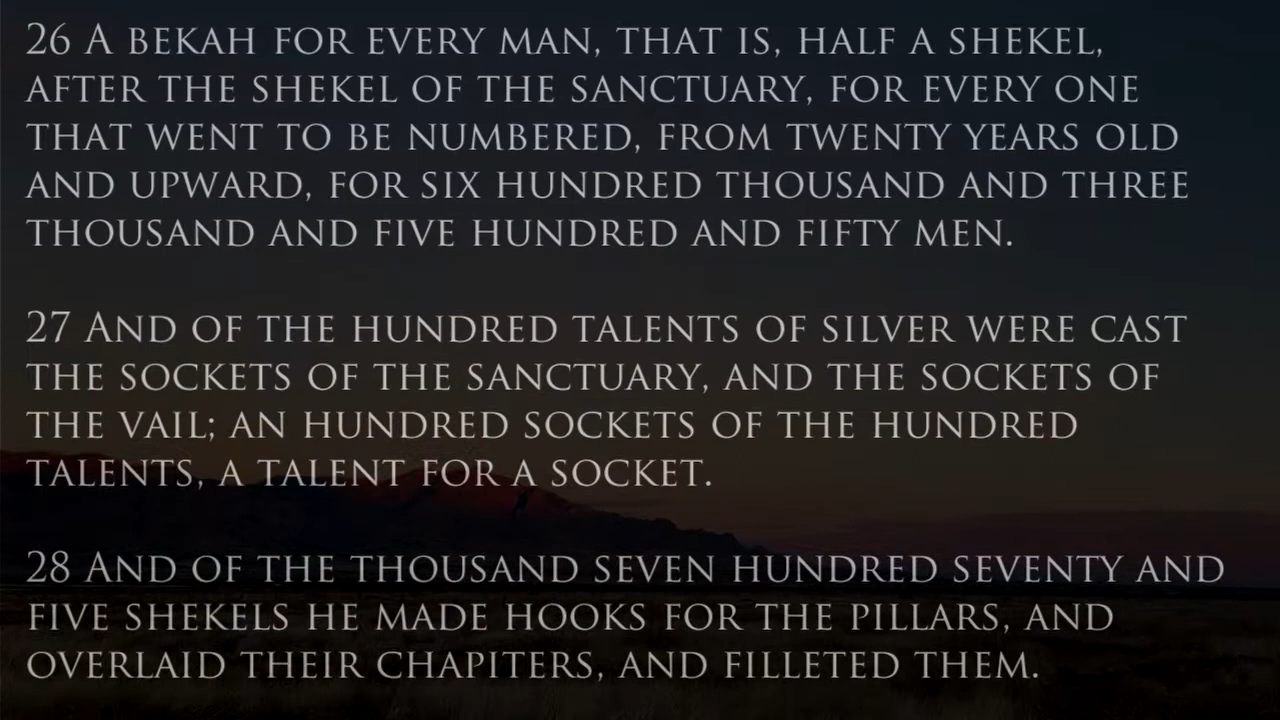 26 A BEKAH FOR EVERY MAN, THAT IS, HALF A SHEKEL,
AFTER THE SHEKEL OF THE SANCTUARY, FOR EVERY ONE
THAT WENT TO BE NUMBERED, FROM TWENTY YEARS OLD
AND UPWARD, FOR SIX HUNDRED THOUSAND AND THREE
THOUSAND AND FIVE HUNDRED AND FIFTY MEN.
27 AND OF THE HUNDRED TALENTS OF SILVER WERE CAST
THE SOCKETS OF THE SANCTUARY, AND THE SOCKETS OF
THE VAIL; AN HUNDRED SOCKETS OF THE HUNDRED
TALENTS, A TALENT FOR A SOCKET.
28 AND OF THE THOUSAND SEVEN HUNDRED SEVENTY AND
FIVE SHEKELS HE MADE HOOKS FOR THE PILLARS, AND
OVERLAID THEIR CHAPITERS, AND FILLETED THEM.